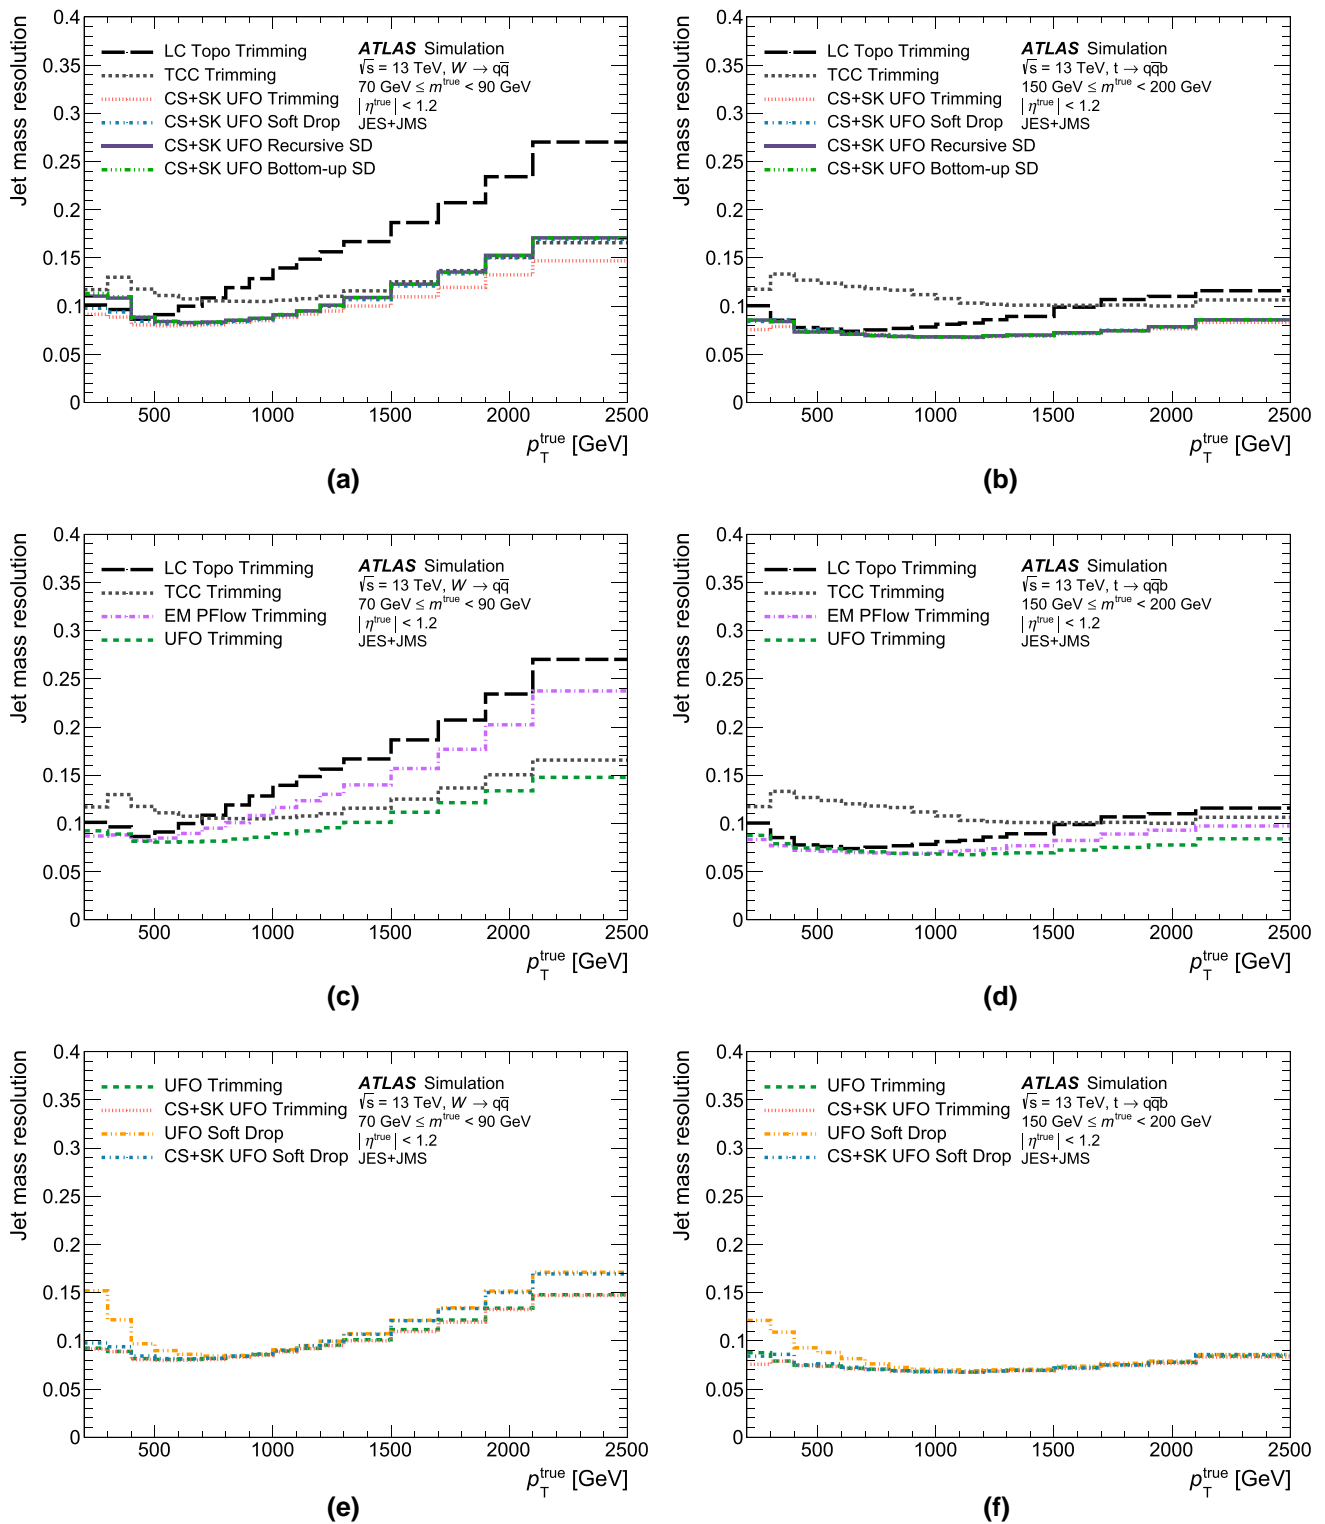 Jet mass resolution
0.4
0.35
0.3
0.25
0.2
0.15
0.1
0.05
0
LC Topo Trimming
TCC Trimming
CS+SK UFO Trimming
CS+SK UFO Soft Drop
CS+SK UFO Recursive SD
CS+SK UFO Bottom-up SD
ATLAS Simulation
√s = 13 TeV, W → qq̅
70 GeV ≤ m^true < 90 GeV
| η^true | < 1.2
JES+JMS
500 1000 1500 2000 2500
p_T^true [GeV]
(a)
Jet mass resolution
0.4
0.35
0.3
0.25
0.2
0.15
0.1
0.05
0
LC Topo Trimming
TCC Trimming
CS+SK UFO Trimming
CS+SK UFO Soft Drop
CS+SK UFO Recursive SD
CS+SK UFO Bottom-up SD
ATLAS Simulation
√s = 13 TeV, t → qq̅b
150 GeV ≤ m^true < 200 GeV
| η^true | < 1.2
JES+JMS
500 1000 1500 2000 2500
p_T^true [GeV]
(b)
Jet mass resolution
0.4
0.35
0.3
0.25
0.2
0.15
0.1
0.05
0
LC Topo Trimming
TCC Trimming
EM PFlow Trimming
UFO Trimming
ATLAS Simulation
√s = 13 TeV, W → qq̅
70 GeV ≤ m^true < 90 GeV
| η^true | < 1.2
JES+JMS
500 1000 1500 2000 2500
p_T^true [GeV]
(c)
Jet mass resolution
0.4
0.35
0.3
0.25
0.2
0.15
0.1
0.05
0
LC Topo Trimming
TCC Trimming
EM PFlow Trimming
UFO Trimming
ATLAS Simulation
√s = 13 TeV, t → qq̅b
150 GeV ≤ m^true < 200 GeV
| η^true | < 1.2
JES+JMS
500 1000 1500 2000 2500
p_T^true [GeV]
(d)
Jet mass resolution
0.4
0.35
0.3
0.25
0.2
0.15
0.1
0.05
0
UFO Trimming
CS+SK UFO Trimming
UFO Soft Drop
CS+SK UFO Soft Drop
ATLAS Simulation
√s = 13 TeV, W → qq̅
70 GeV ≤ m^true < 90 GeV
| η^true | < 1.2
JES+JMS
500 1000 1500 2000 2500
p_T^true [GeV]
(e)
Jet mass resolution
0.4
0.35
0.3
0.25
0.2
0.15
0.1
0.05
0
UFO Trimming
CS+SK UFO Trimming
UFO Soft Drop
CS+SK UFO Soft Drop
ATLAS Simulation
√s = 13 TeV, t → qq̅b
150 GeV ≤ m^true < 200 GeV
| η^true | < 1.2
JES+JMS
500 1000 1500 2000 2500
p_T^true [GeV]
(f)